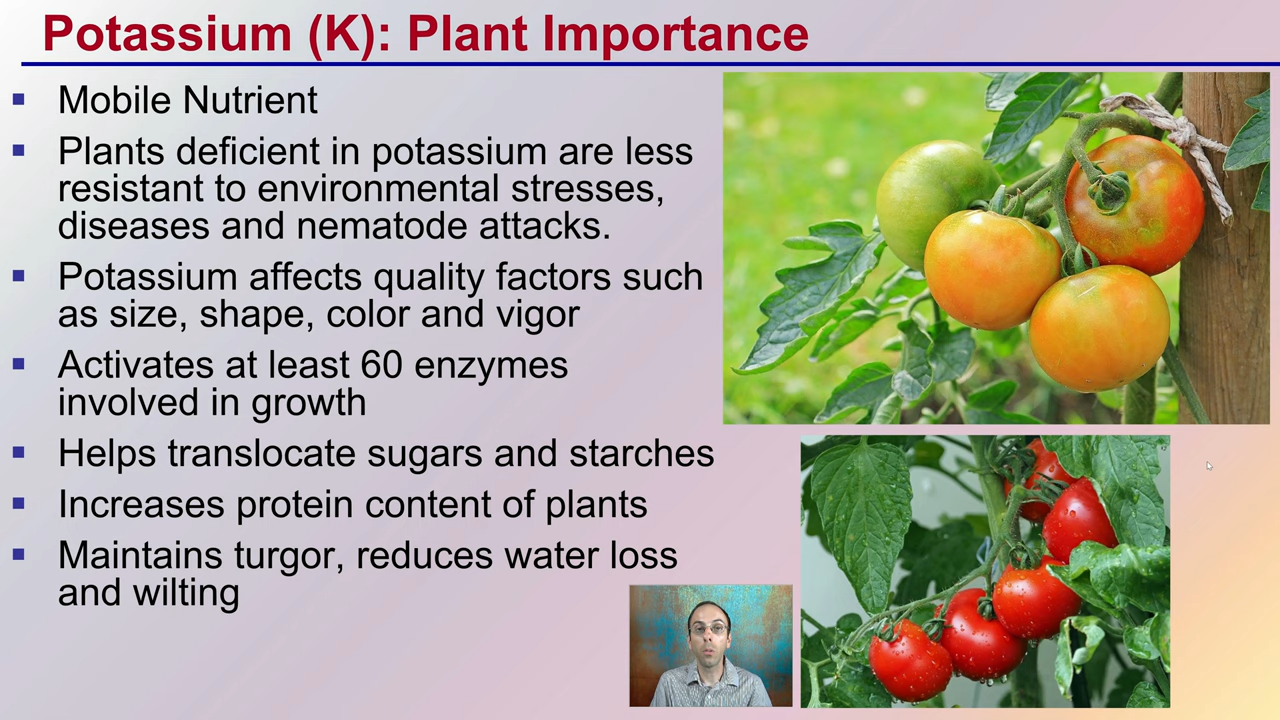 Potassium (K): Plant Importance
▪ Mobile Nutrient
▪ Plants deficient in potassium are less
resistant to environmental stresses,
diseases and nematode attacks.
▪ Potassium affects quality factors such
as size, shape, color and vigor
▪ Activates at least 60 enzymes
involved in growth
▪ Helps translocate sugars and starches
▪ Increases protein content of plants
▪ Maintains turgor, reduces water loss
and wilting